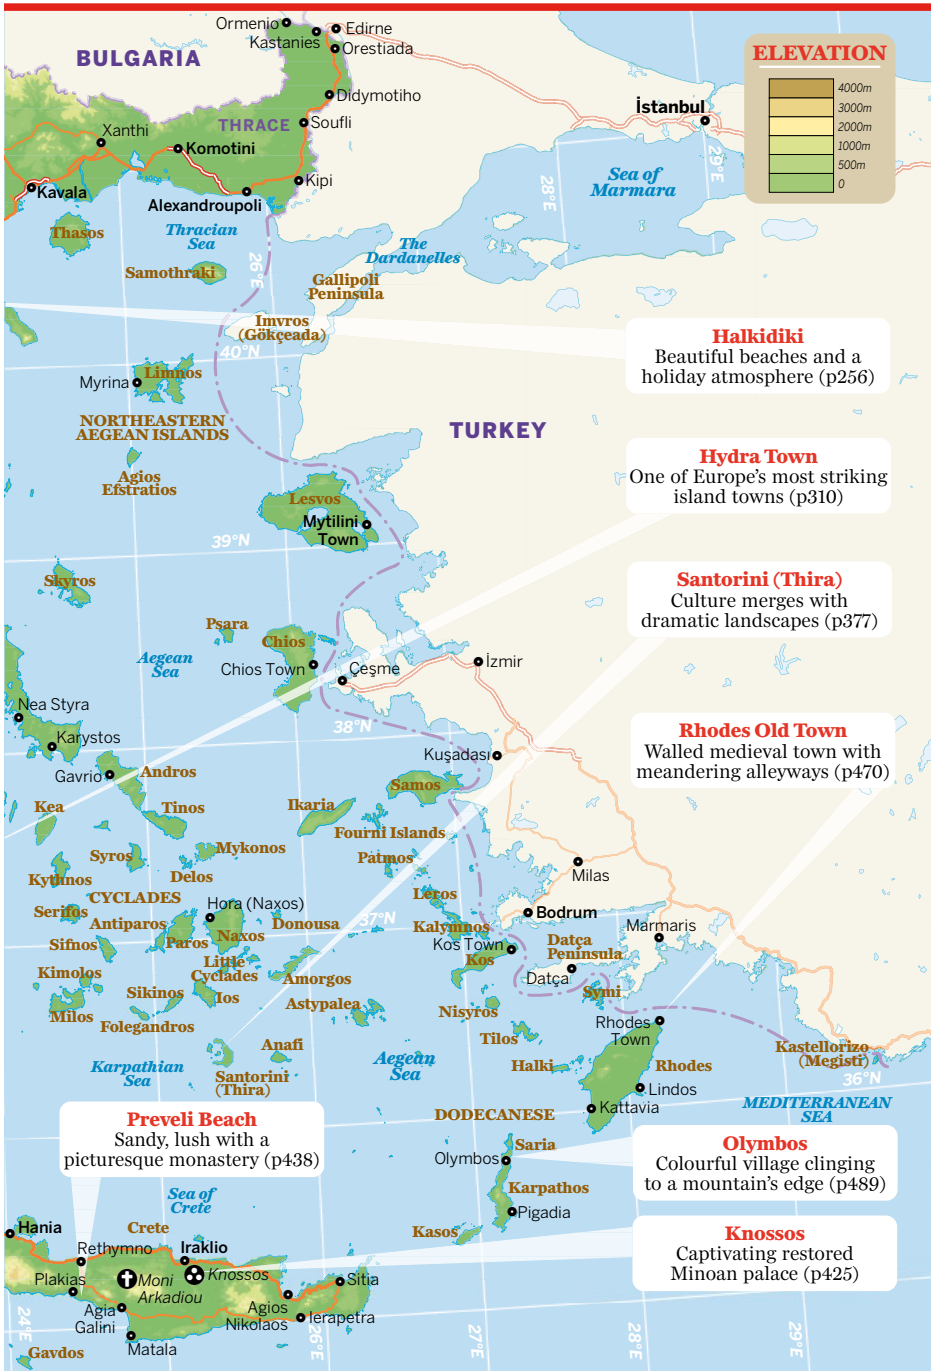 Ormenio
Edirne
Kastanies
Orestiada
BULGARIA
ELEVATION
4000m
3000m
2000m
1000m
500m
0
Didymotiho
İstanbul
THRACE
Soufli
Xanthi
Komotini
29°E
Kipi
Sea of
Marmara
28°E
Kavala
Alexandroupoli
Thasos
Thracian
Sea
The
Dardanelles
Samothraki
26°E
Gallipoli
Peninsula
Imvros
(Gökçeada)
Halkidiki
Beautiful beaches and a
holiday atmosphere (p256)
40°N
Limnos
Myrina
NORTHEASTERN
AEGEAN ISLANDS
TURKEY
Agios
Efstratios
Hydra Town
One of Europe's most striking
island towns (p310)
Lesvos
Mytilini
Town
39°N
Skyros
Santorini (Thira)
Culture merges with
dramatic landscapes (p377)
Psara
Chios
Aegean
Sea
Chios Town
Çeşme
İzmir
Nea Styra
38°N
Karystos
Rhodes Old Town
Walled medieval town with
meandering alleyways (p470)
Kuşadası
Gavrio
Andros
Samos
Kea
Tinos
Ikaria
Fourni Islands
Syros
Mykonos
Patmos
Milas
Kythnos
Delos
CYCLADES
Leros
Hora (Naxos)
Serifos
Antiparos
Donousa
37°N
Bodrum
Kalymnos
Marmaris
Sifnos
Paros
Naxos
Kos Town
Datça
Peninsula
Kos
Little
Cyclades
Kimolos
Amorgos
Datça
Sikinos
Ios
Symi
Milos
Astypalea
Nisyros
Folegandros
Rhodes
Town
Tilos
Anafi
Kastellorizo
(Megisti)
Karpathian
Sea
Aegean
Sea
Halki
Rhodes
Santorini
(Thira)
36°N
Lindos
Kattavia
MEDITERRANEAN
SEA
DODECANESE
Preveli Beach
Sandy, lush with a
picturesque monastery (p438)
Saria
Olymbos
Olymbos
Colourful village clinging
to a mountain's edge (p489)
Karpathos
Sea of
Crete
Pigadia
Hania
Crete
Kasos
Knossos
Captivating restored
Minoan palace (p425)
Rethymno
Iraklio
Plakias
Moni
Arkadiou
Knossos
Sitia
Agia
Galini
Agios
Nikolaos
Ierapetra
24°E
26°E
27°E
28°E
29°E
Matala
Gavdos